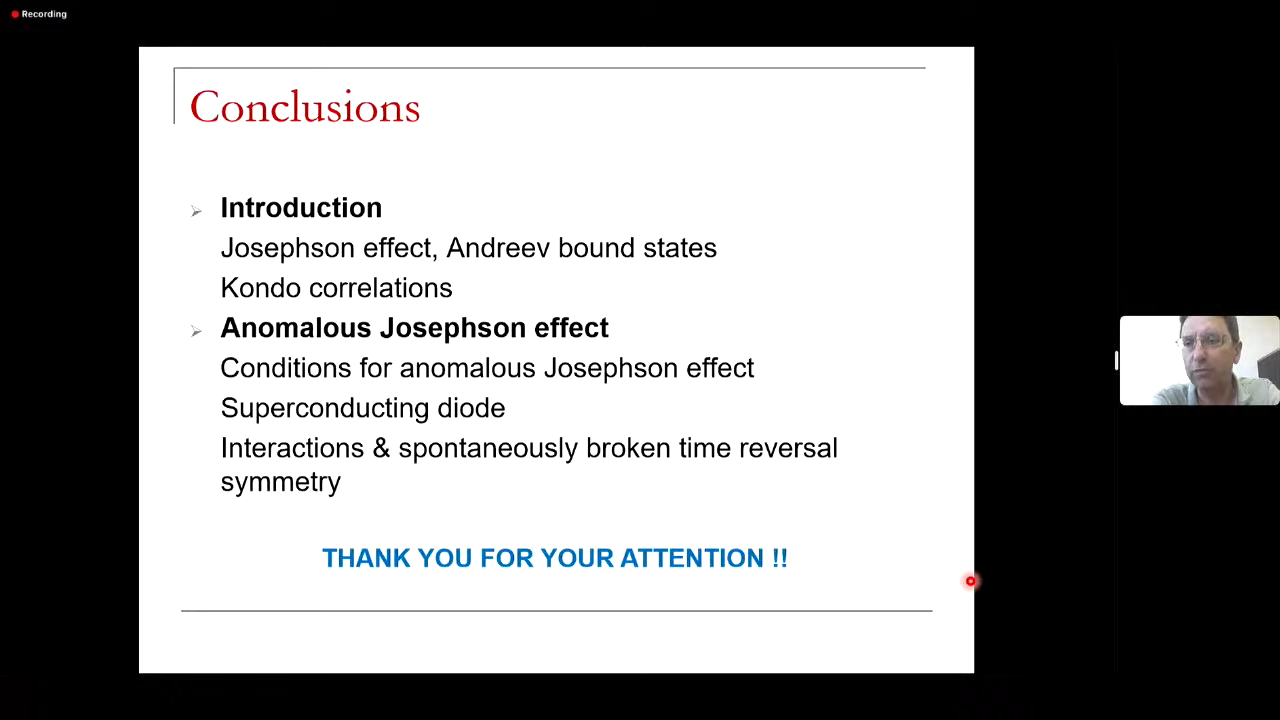 Recording
Conclusions
Introduction
Josephson effect, Andreev bound states
Kondo correlations
Anomalous Josephson effect
Conditions for anomalous Josephson effect
Superconducting diode
Interactions & spontaneously broken time reversal
symmetry
THANK YOU FOR YOUR ATTENTION !!